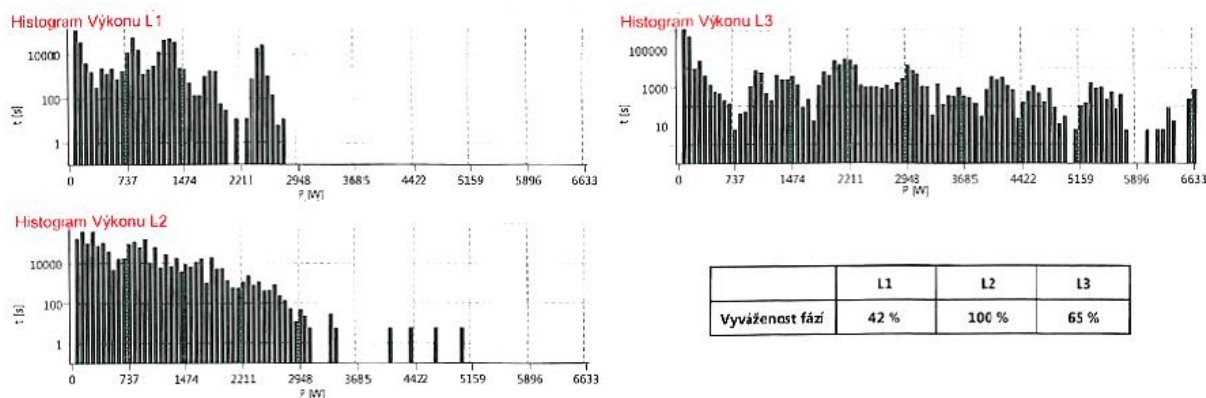 Histogram Výkonu L1
10000
100
1
t [s]
0 737 1474 2211 2948 3685 4422 5159 5896 6633
P [W]
Histogram Výkonu L3
100000
1000
10
t [s]
0 737 1474 2211 2948 3685 4422 5159 5896 6633
P [W]
Histogram Výkonu L2
10000
100
1
t [s]
0 737 1474 2211 2948 3685 4422 5159 5896 6633
P [W]
L1 L2 L3
Vyváženost fází 42 % 100 % 65 %